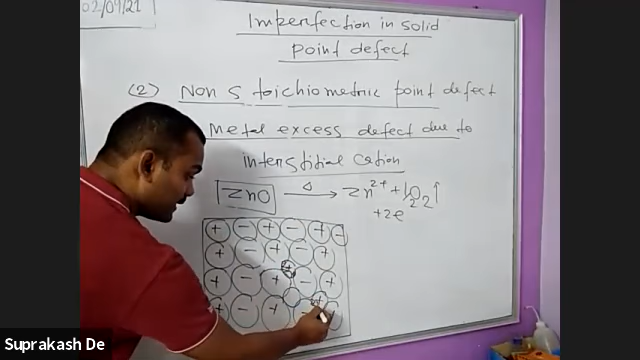 02/09/21
Imperfection in solid
point defect
(2) Non stoichiometric point defect
metal excess defect due to
interstitial cation
ZnO —Δ→ Zn²⁺ + ½O₂↑
+2e
+ − + − + −
+ − + − +
+ − + − +
+ − + −
Suprakash De